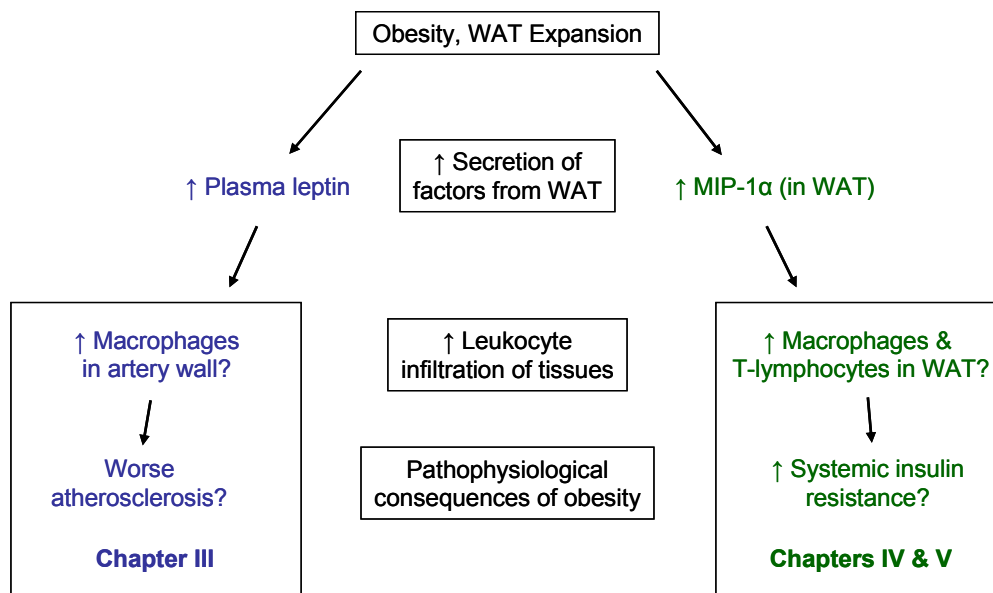 Obesity, WAT Expansion
↑ Secretion of
factors from WAT
↑ Plasma leptin
↑ MIP-1α (in WAT)
↑ Macrophages
in artery wall?
↑ Leukocyte
infiltration of tissues
↑ Macrophages &
T-lymphocytes in WAT?
Worse
atherosclerosis?
Pathophysiological
consequences of obesity
↑ Systemic insulin
resistance?
Chapter III
Chapters IV & V